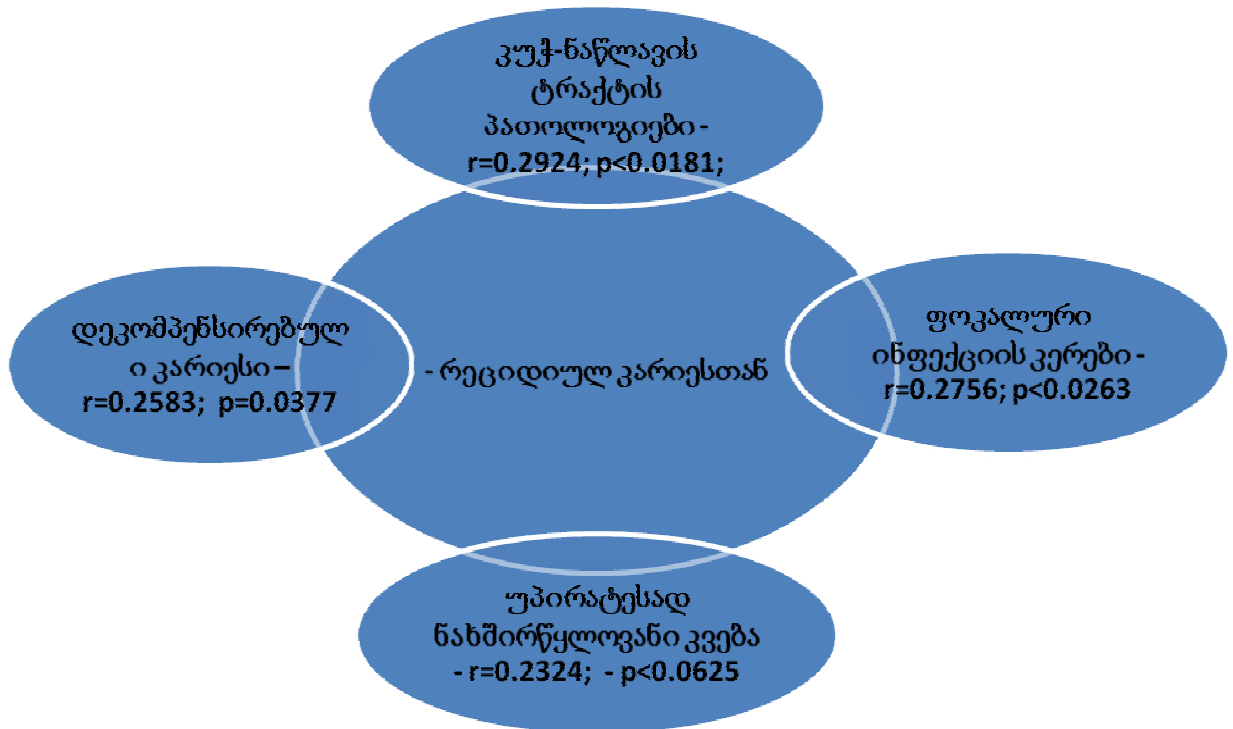 კუჭ-ნაწლავის
ტრაქტის
პათოლოგიები -
r=0.2924; p<0.0181;
დეკომპენსირებულ
ი კარიესი –
r=0.2583; p=0.0377
- რეციდიულ კარიესთან
ფოკალური
ინფექციის კერები -
r=0.2756; p<0.0263
უპირატესად
ნახშირწყლოვანი კვება
- r=0.2324; - p<0.0625